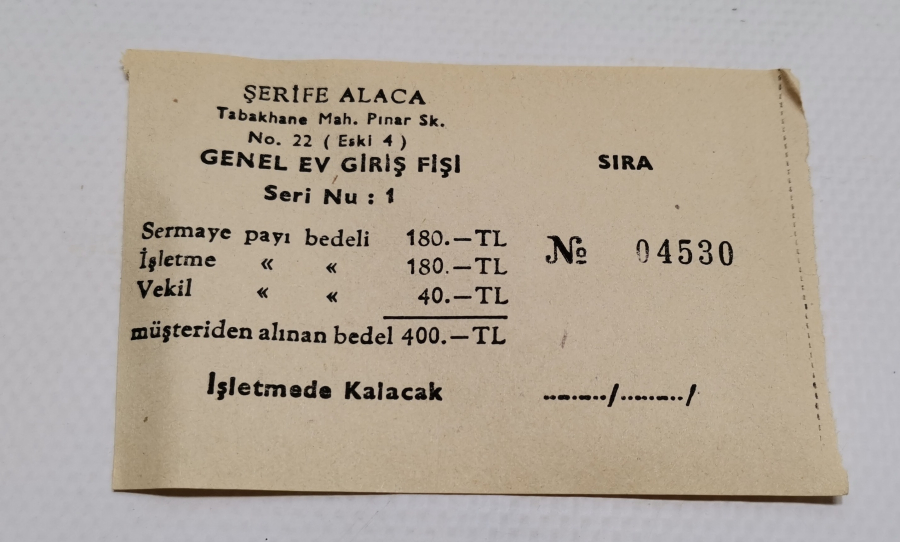 ŞERİFE ALACA
Tabakhane Mah. Pınar Sk.
No. 22 ( Eski 4 )
GENEL EV GİRİŞ FİŞİ
Seri Nu : 1
Sermaye payı bedeli 180.—TL
İşletme « « 180.—TL
Vekil « « 40.—TL
müşteriden alınan bedel 400.—TL
İşletmede Kalacak
SIRA
№ 04530
........./........./